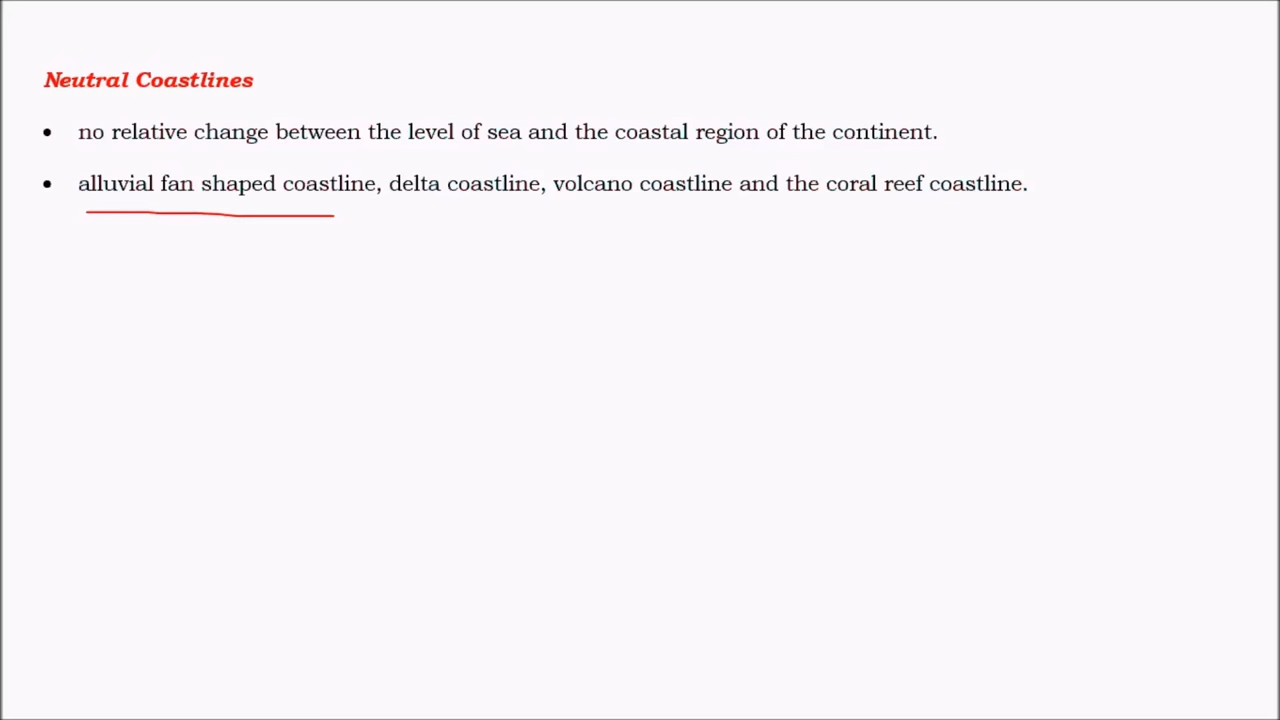 Neutral Coastlines
• no relative change between the level of sea and the coastal region of the continent.
• alluvial fan shaped coastline, delta coastline, volcano coastline and the coral reef coastline.